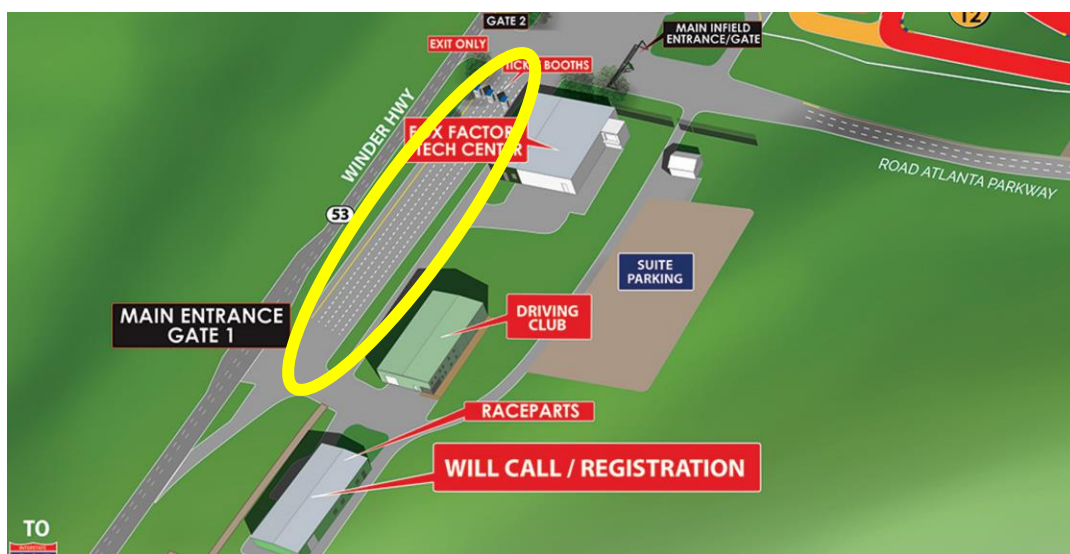 GATE 2
12
EXIT ONLY
MAIN INFIELD
ENTRANCE/GATE
BOOTHS
WINDER HWY
FACTORY
TECH CENTER
ROAD ATLANTA PARKWAY
53
SUITE
PARKING
MAIN ENTRANCE
GATE 1
DRIVING
CLUB
RACEPARTS
WILL CALL / REGISTRATION
TO